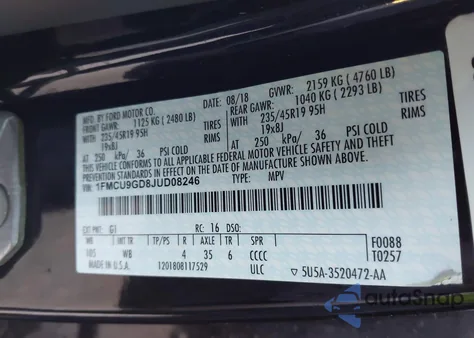 MFD. BY FORD MOTOR CO.
08/18 GVWR: 2159 KG ( 4760 LB)
FRONT GAWR: 1125 KG ( 2480 LB) REAR GAWR: 1040 KG ( 2293 LB)
235/45R19 95H TIRES 235/45R19 95H TIRES
19x8J RIMS 19x8J RIMS
AT 250 kPa/ 36 PSI COLD AT 250 kPa/ 36 PSI COLD
THIS VEHICLE CONFORMS TO ALL APPLICABLE FEDERAL MOTOR VEHICLE SAFETY, BUMPER, AND THEFT
PREVENTION STANDARDS IN EFFECT ON THE DATE OF MANUFACTURE SHOWN ABOVE.
VIN: 1FMCU9GD8JUD08246 TYPE: MPV
EXT PNT: G1 RC: 16 DSO: F0088
WB INT TR TP/PS R AXLE TR SPR T0257
105 WB 4 35 6 CCCC
U.S.A. 1201808117529 ULC 5U5A-3520472-AA
autoSnap